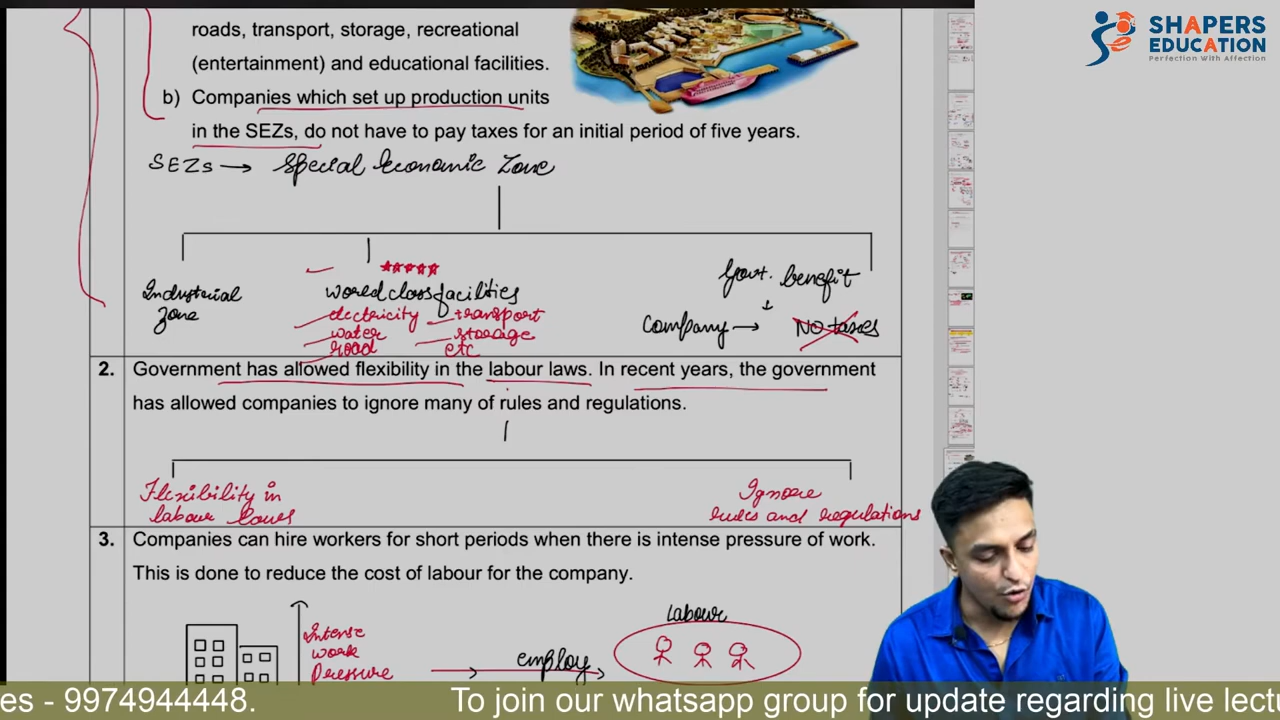 SHAPERS
EDUCATION
Perfection With Affection
roads, transport, storage, recreational
(entertainment) and educational facilities.
b) Companies which set up production units
in the SEZs, do not have to pay taxes for an initial period of five years.
SEZs → Special Economic Zone
Industrial
zone
world class facilities
electricity
transport
water
storage
road
etc
Govt. benefit
Company → No taxes
2. Government has allowed flexibility in the labour laws. In recent years, the government
has allowed companies to ignore many of rules and regulations.
Flexibility in
labour laws
Ignore
rules and regulations
3. Companies can hire workers for short periods when there is intense pressure of work.
This is done to reduce the cost of labour for the company.
Intense
work
Pressure
employ
labour
es - 9974944448. To join our whatsapp group for update regarding live lectu